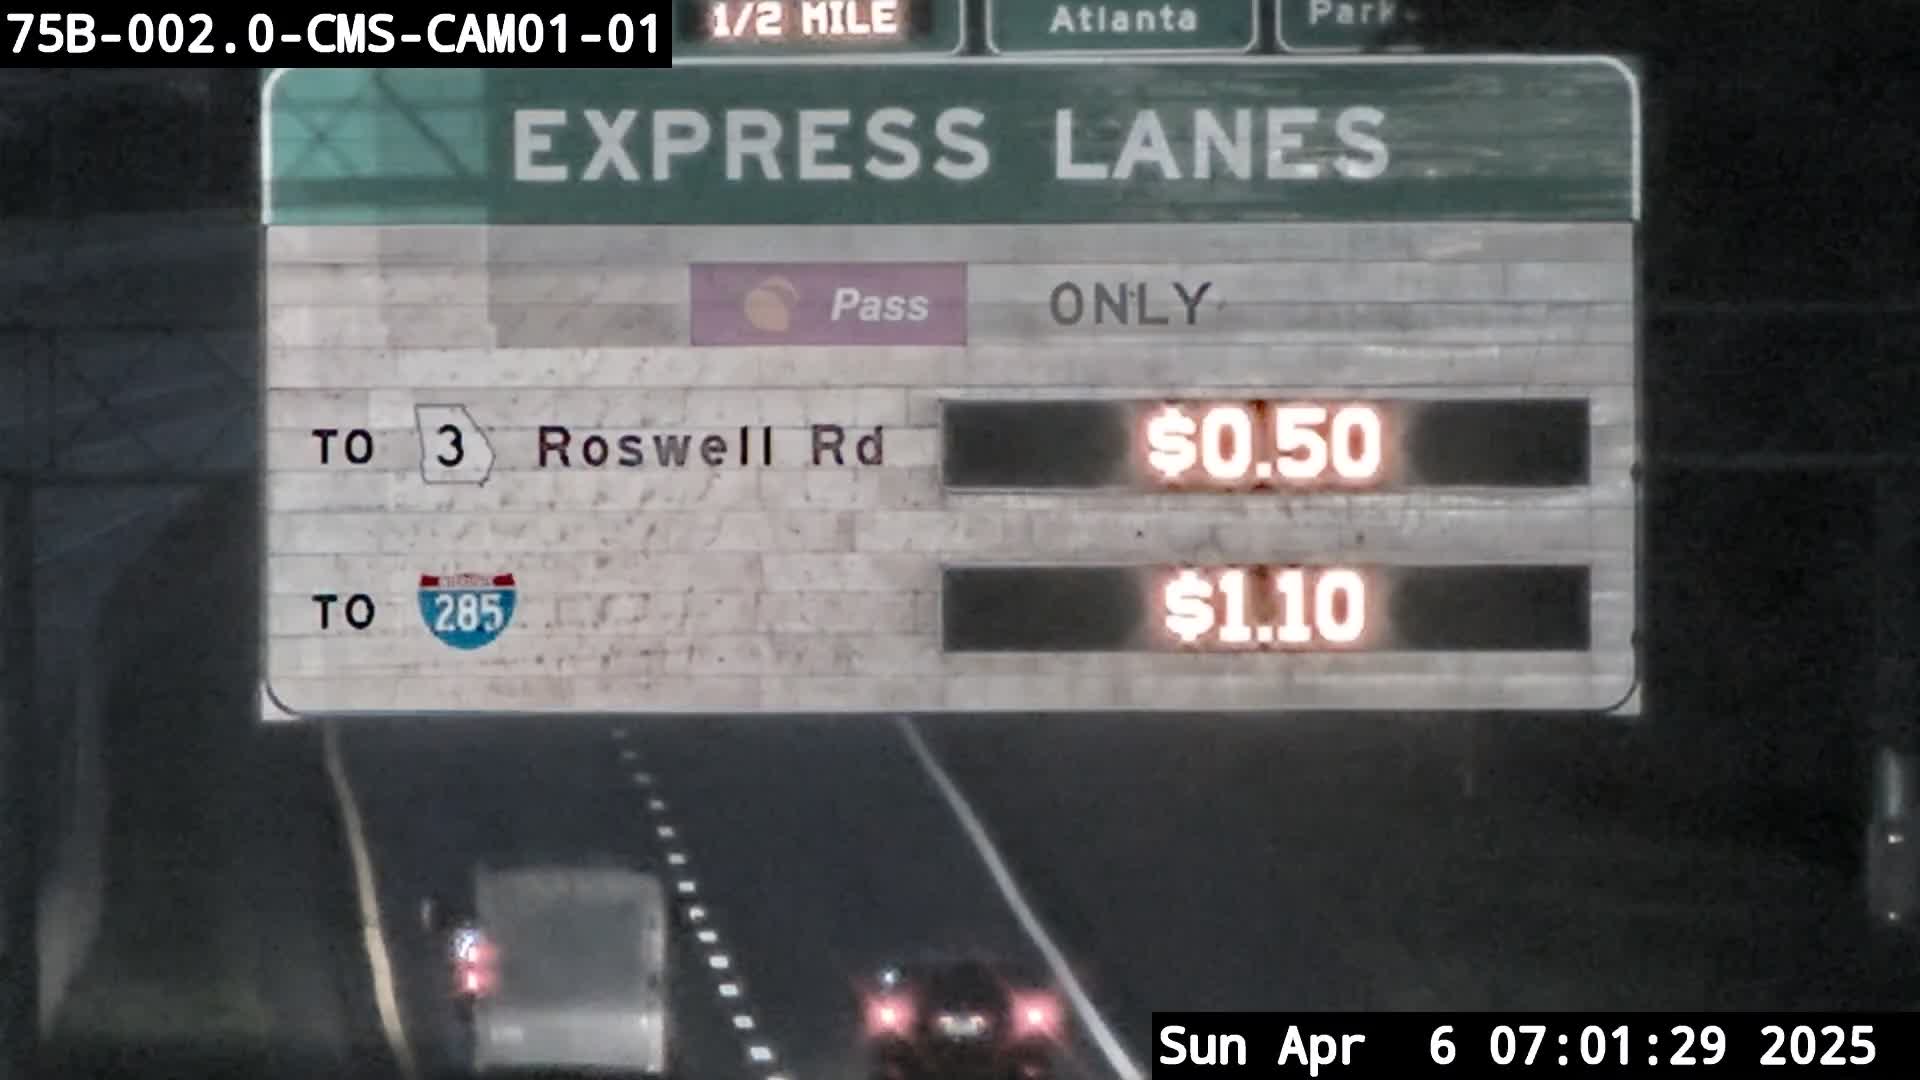 75B-002.0-CMS-CAM01-01
1/2 MILE
Atlanta
Park
EXPRESS LANES
Pass ONLY
TO 3 Roswell Rd $0.50
TO 285 $1.10
Sun Apr 6 07:01:29 2025